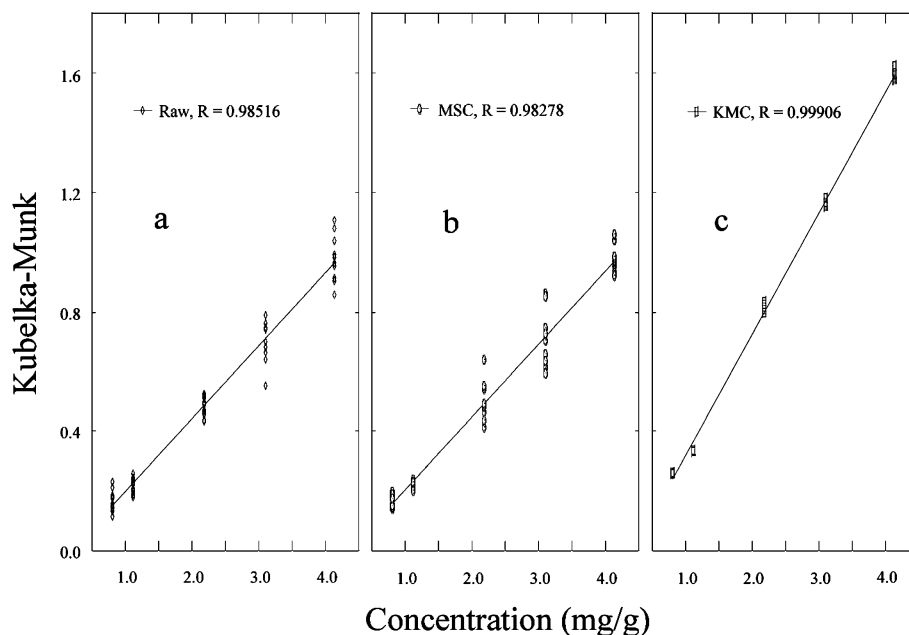 1.6
1.2
0.8
0.4
0.0
Kubelka-Munk
Raw, R = 0.98516
a
1.0 2.0 3.0 4.0
MSC, R = 0.98278
b
1.0 2.0 3.0 4.0
KMC, R = 0.99906
c
1.0 2.0 3.0 4.0
Concentration (mg/g)